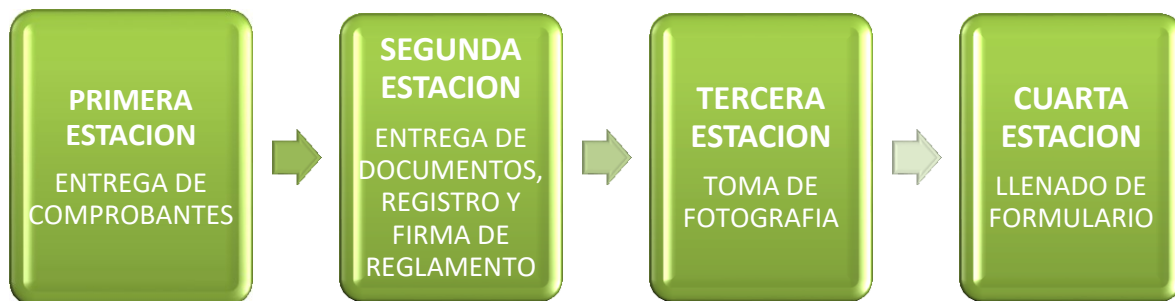 PRIMERA
ESTACION
ENTREGA DE
COMPROBANTES
SEGUNDA
ESTACION
ENTREGA DE
DOCUMENTOS,
REGISTRO Y
FIRMA DE
REGLAMENTO
TERCERA
ESTACION
TOMA DE
FOTOGRAFIA
CUARTA
ESTACION
LLENADO DE
FORMULARIO